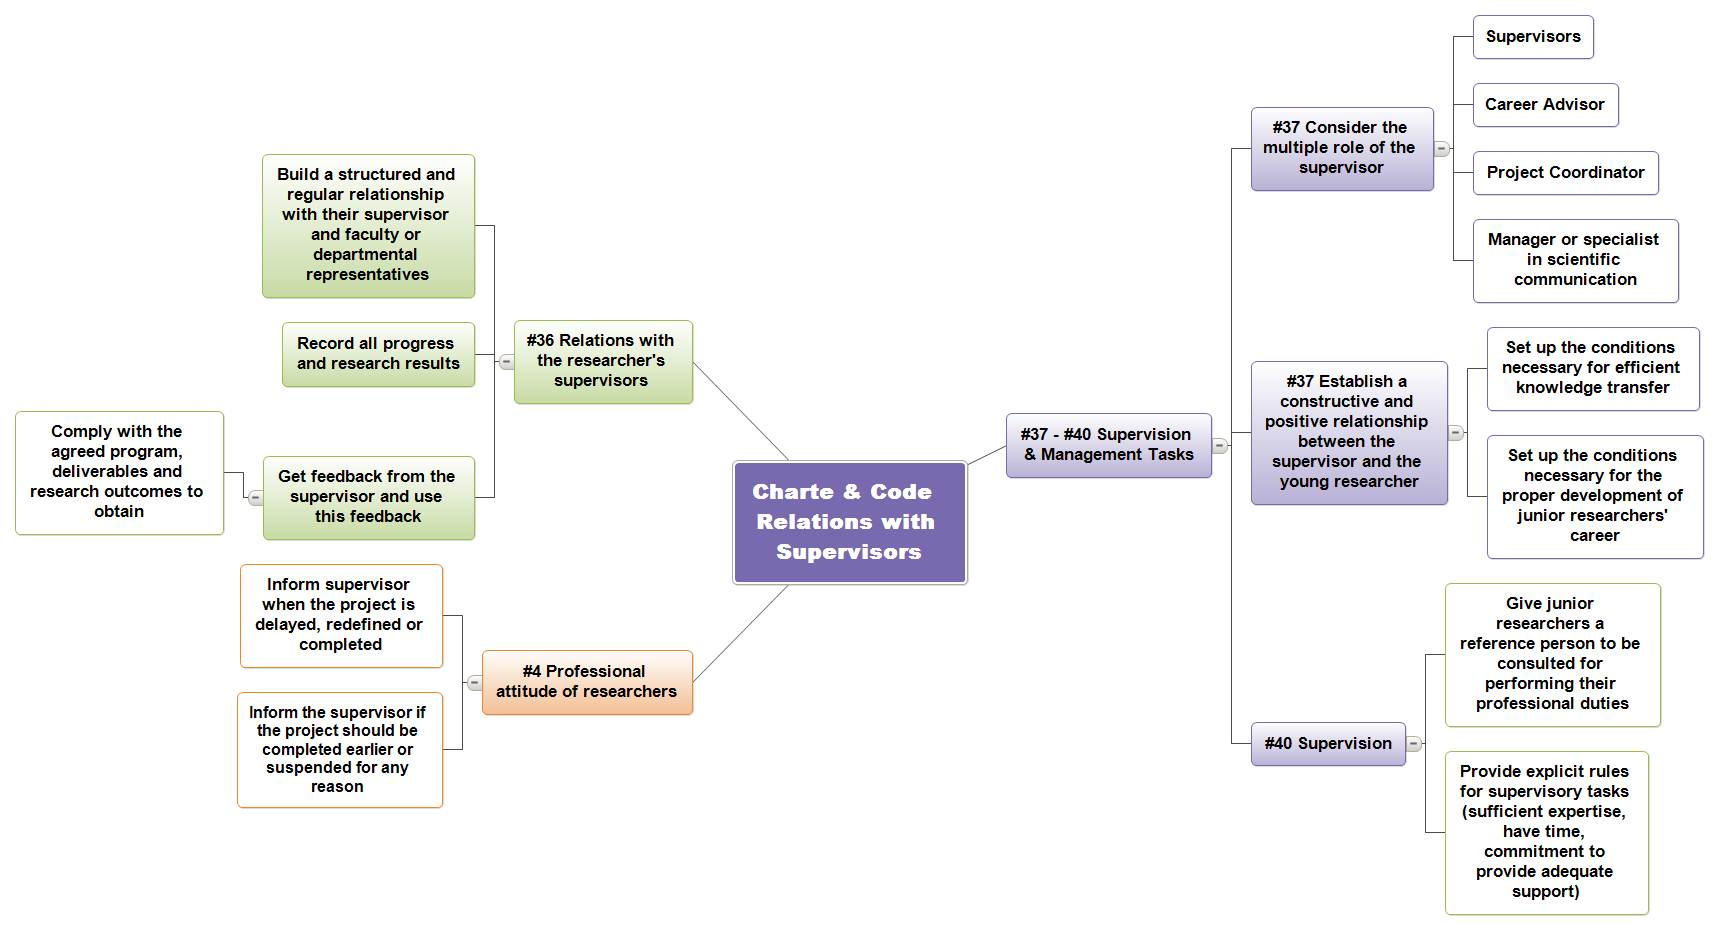 Charte & Code
Relations with
Supervisors
#36 Relations with
the researcher's
supervisors
Build a structured and
regular relationship
with their supervisor
and faculty or
departmental
representatives
Record all progress
and research results
Get feedback from the
supervisor and use
this feedback
Comply with the
agreed program,
deliverables and
research outcomes to
obtain
#4 Professional
attitude of researchers
Inform supervisor
when the project is
delayed, redefined or
completed
Inform the supervisor if
the project should be
completed earlier or
suspended for any
reason
#37 - #40 Supervision
& Management Tasks
#37 Consider the
multiple role of the
supervisor
Supervisors
Career Advisor
Project Coordinator
Manager or specialist
in scientific
communication
#37 Establish a
constructive and
positive relationship
between the
supervisor and the
young researcher
Set up the conditions
necessary for efficient
knowledge transfer
Set up the conditions
necessary for the
proper development of
junior researchers'
career
#40 Supervision
Give junior
researchers a
reference person to be
consulted for
performing their
professional duties
Provide explicit rules
for supervisory tasks
(sufficient expertise,
have time,
commitment to
provide adequate
support)